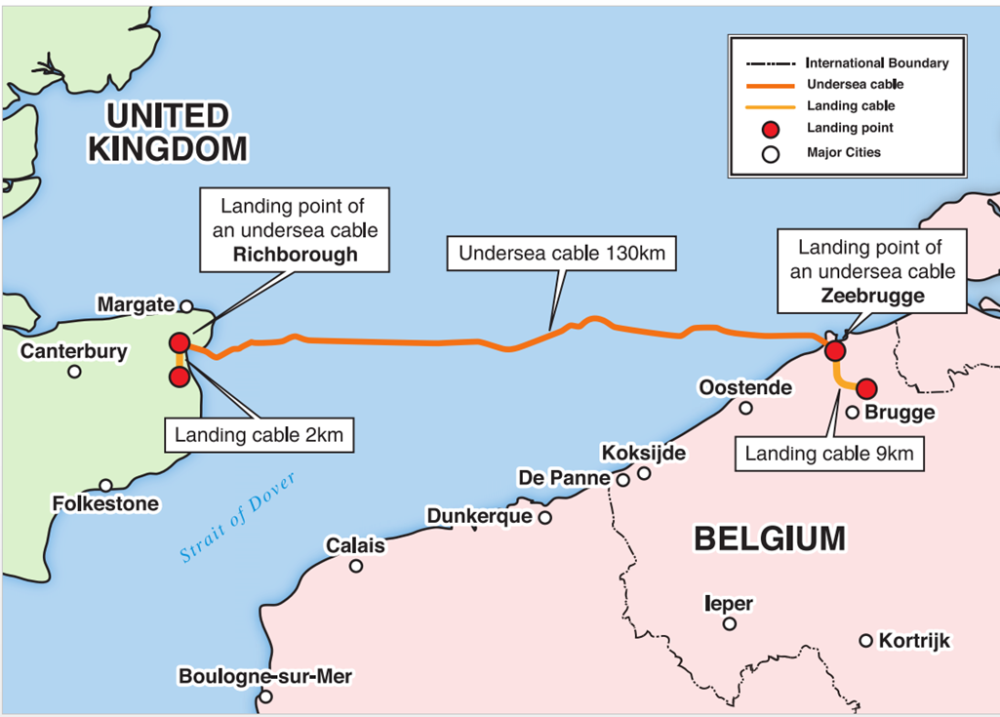 International Boundary
Undersea cable
Landing cable
Landing point
Major Cities
UNITED
KINGDOM
Landing point of
an undersea cable
Richborough
Undersea cable 130km
Landing point of
an undersea cable
Zeebrugge
Margate
Canterbury
Landing cable 2km
Oostende
Brugge
Landing cable 9km
Koksijde
De Panne
Folkestone
Strait of Dover
Dunkerque
Calais
BELGIUM
Ieper
Kortrijk
Boulogne-sur-Mer